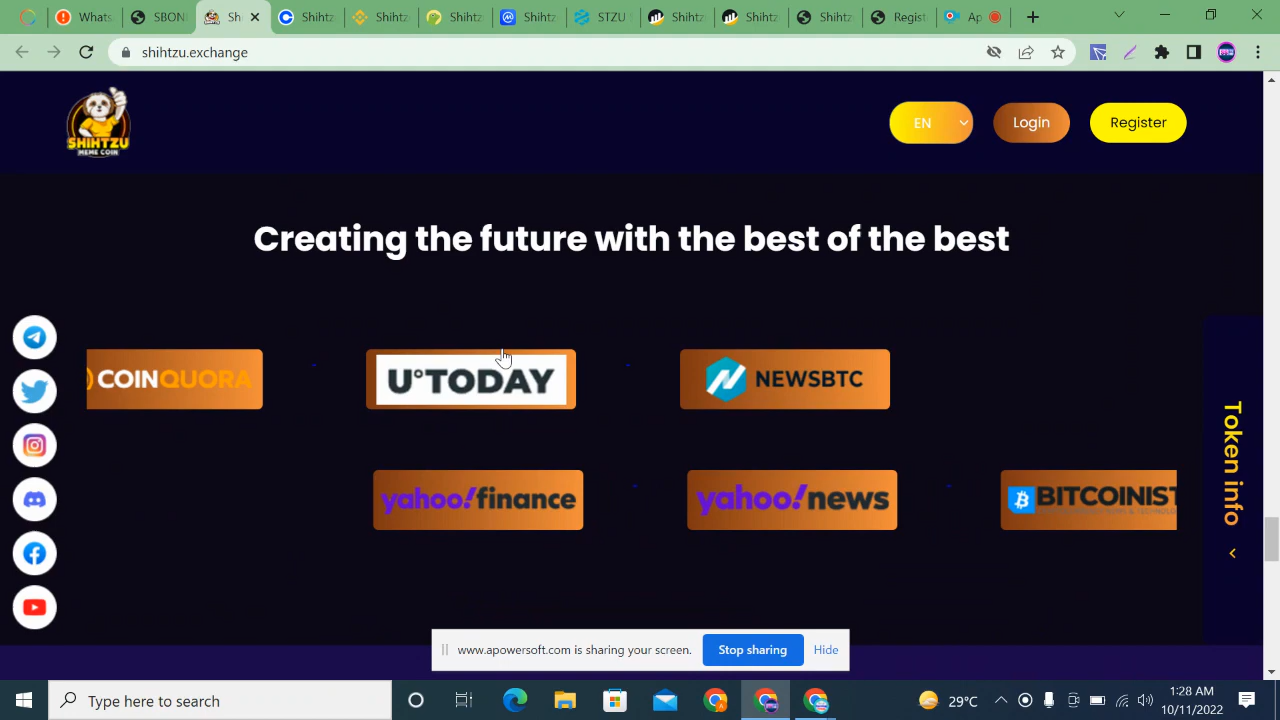 Whats
SBON
Sh
Shihtz
Shihtz
Shihtz
Shihtz
STZU
Shihtz
Shihtz
Shihtz
Regist
Ap
shihtzu.exchange
SHIHTZU
MEME COIN
EN
Login
Register
Creating the future with the best of the best
COINQUORA
U°TODAY
NEWSBTC
yahoo!finance
yahoo!news
BITCOINIST
Token info
www.apowersoft.com is sharing your screen.
Stop sharing
Hide
Type here to search
29°C
1:28 AM
10/11/2022